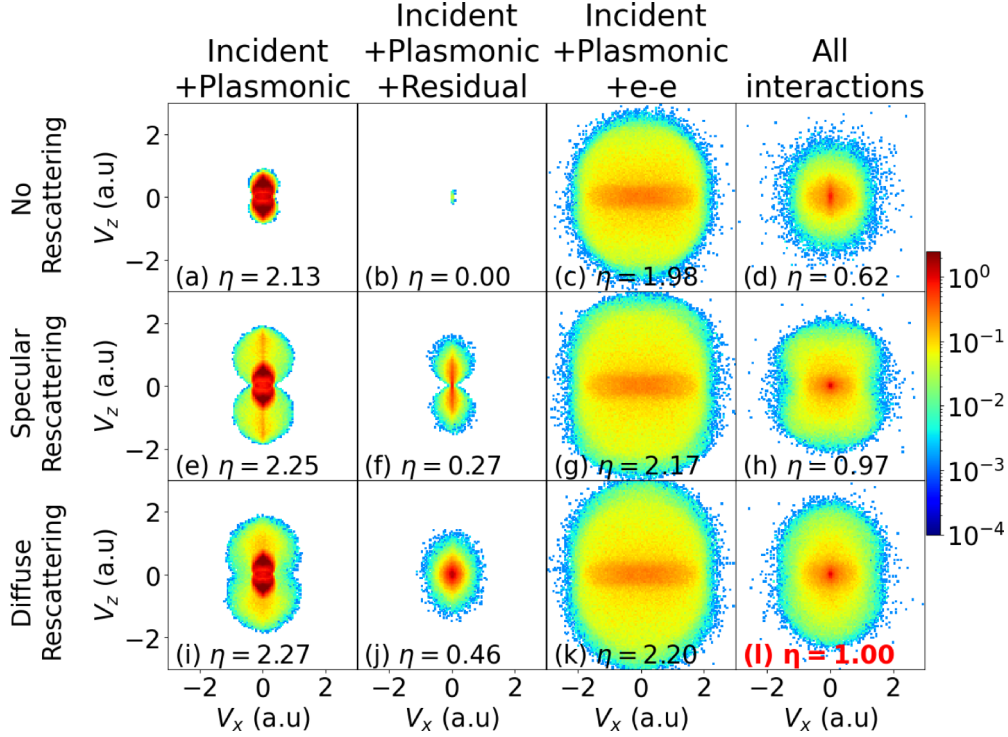 Incident
+Plasmonic
Incident
+Plasmonic
+Residual
Incident
+Plasmonic
+e-e
All
interactions
No
Rescattering
V_z (a.u)
2
0
−2
(a) η = 2.13
(b) η = 0.00
(c) η = 1.98
(d) η = 0.62
Specular
Rescattering
V_z (a.u)
2
0
−2
(e) η = 2.25
(f) η = 0.27
(g) η = 2.17
(h) η = 0.97
Diffuse
Rescattering
V_z (a.u)
2
0
−2
(i) η = 2.27
(j) η = 0.46
(k) η = 2.20
(l) η = 1.00
−2 0 2
−2 0 2
−2 0 2
−2 0 2
V_x (a.u)
V_x (a.u)
V_x (a.u)
V_x (a.u)
10⁰
10⁻¹
10⁻²
10⁻³
10⁻⁴